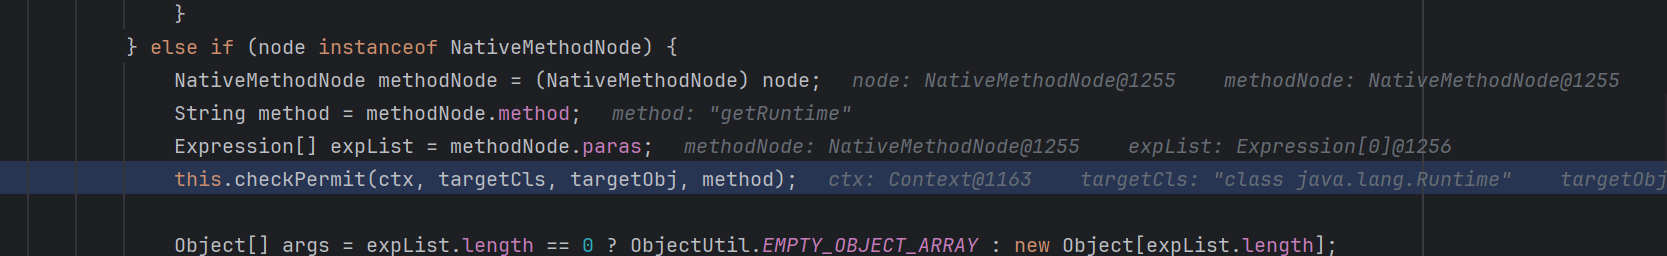 }
} else if (node instanceof NativeMethodNode) {
NativeMethodNode methodNode = (NativeMethodNode) node; node: NativeMethodNode@1255 methodNode: NativeMethodNode@1255
String method = methodNode.method; method: "getRuntime"
Expression[] expList = methodNode.paras; methodNode: NativeMethodNode@1255 expList: Expression[0]@1256
this.checkPermit(ctx, targetCls, targetObj, method); ctx: Context@1163 targetCls: "class java.lang.Runtime" targetObj
Object[] args = expList.length == 0 ? ObjectUtil.EMPTY_OBJECT_ARRAY : new Object[expList.length];